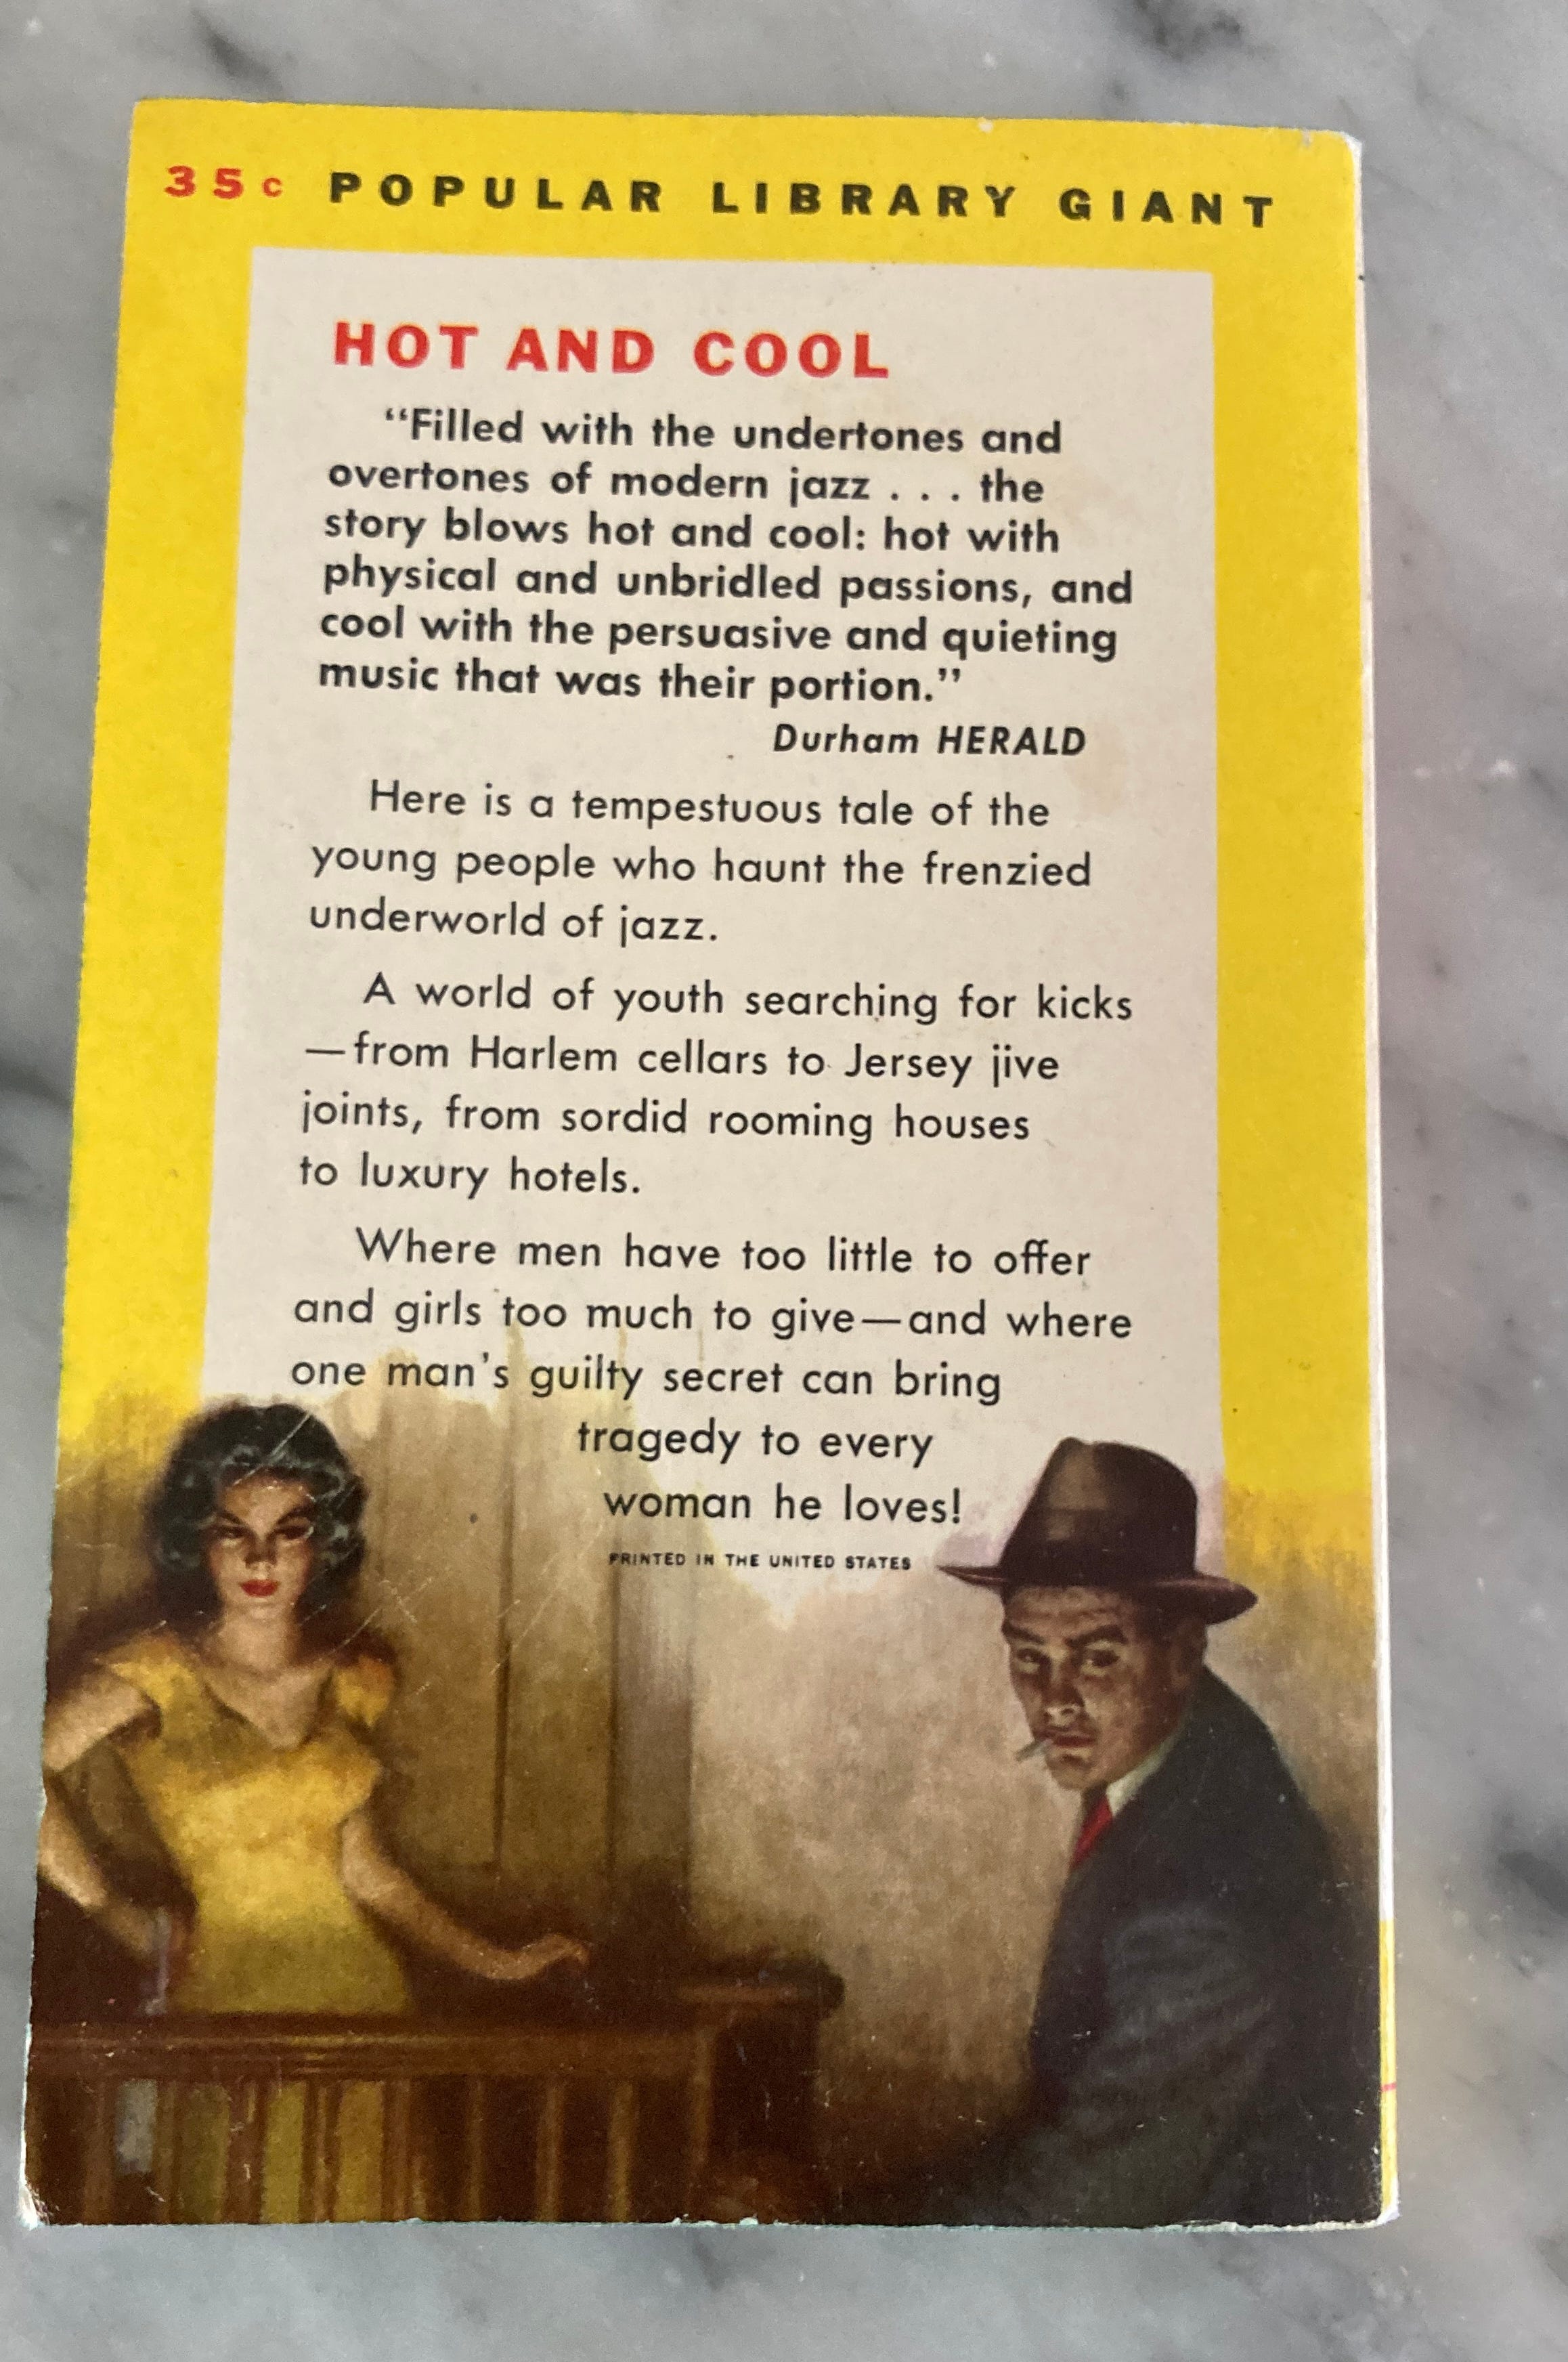 35c POPULAR LIBRARY GIANT
HOT AND COOL
“Filled with the undertones and
overtones of modern jazz . . . the
story blows hot and cool: hot with
physical and unbridled passions, and
cool with the persuasive and quieting
music that was their portion.”
Durham HERALD
Here is a tempestuous tale of the
young people who haunt the frenzied
underworld of jazz.
A world of youth searching for kicks
—from Harlem cellars to Jersey jive
joints, from sordid rooming houses
to luxury hotels.
Where men have too little to offer
and girls too much to give—and where
one man's guilty secret can bring
tragedy to every
woman he loves!
PRINTED IN THE UNITED STATES